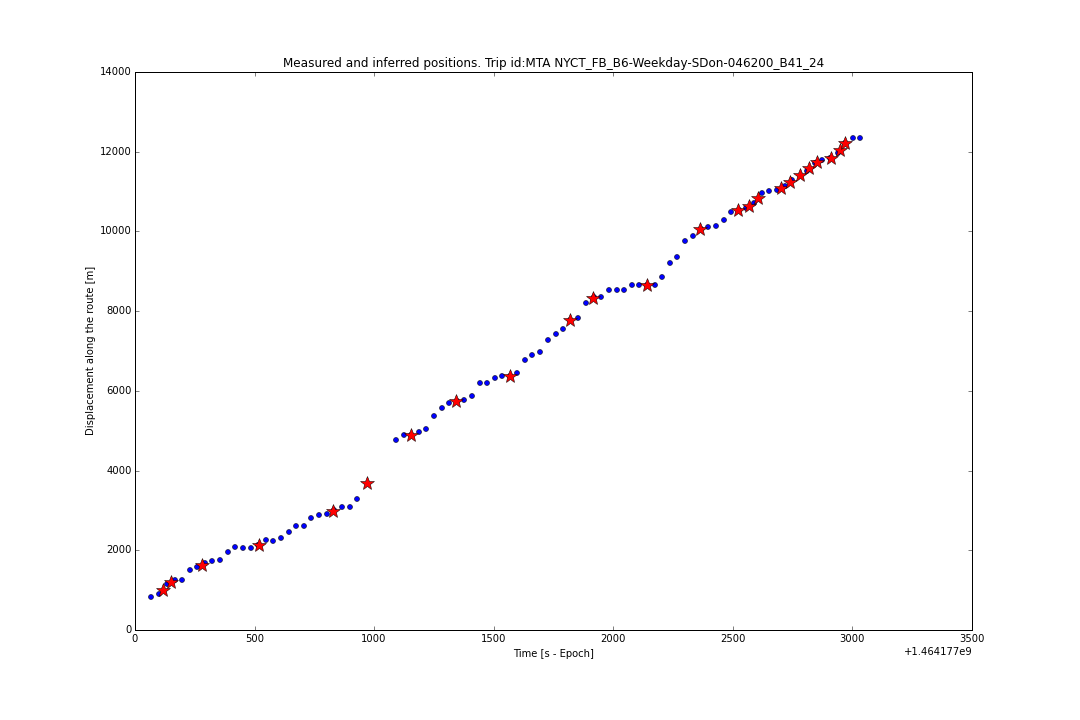 Measured and inferred positions. Trip id:MTA NYCT_FB_B6-Weekday-SDon-046200_B41_24
14000
12000
10000
8000
6000
4000
2000
0
Displacement along the route [m]
0 500 1000 1500 2000 2500 3000 3500
Time [s - Epoch]
+1.464177e9